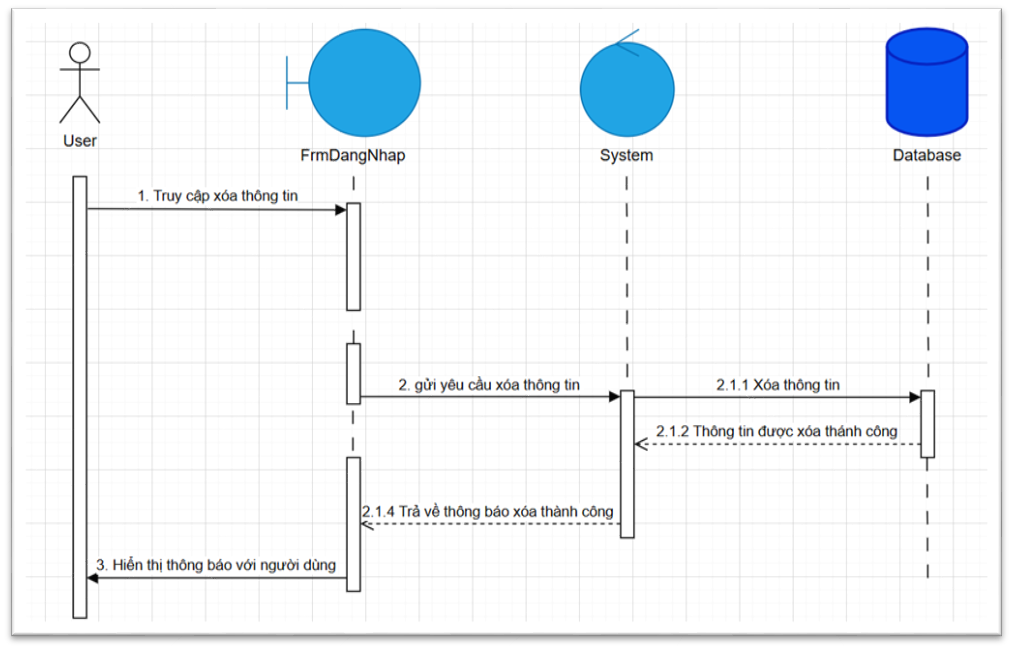 User
FrmDangNhap
System
Database
1. Truy cập xóa thông tin
2. gửi yêu cầu xóa thông tin
2.1.1 Xóa thông tin
2.1.2 Thông tin được xóa thánh công
2.1.4 Trả về thông báo xóa thành công
3. Hiển thị thông báo với người dùng